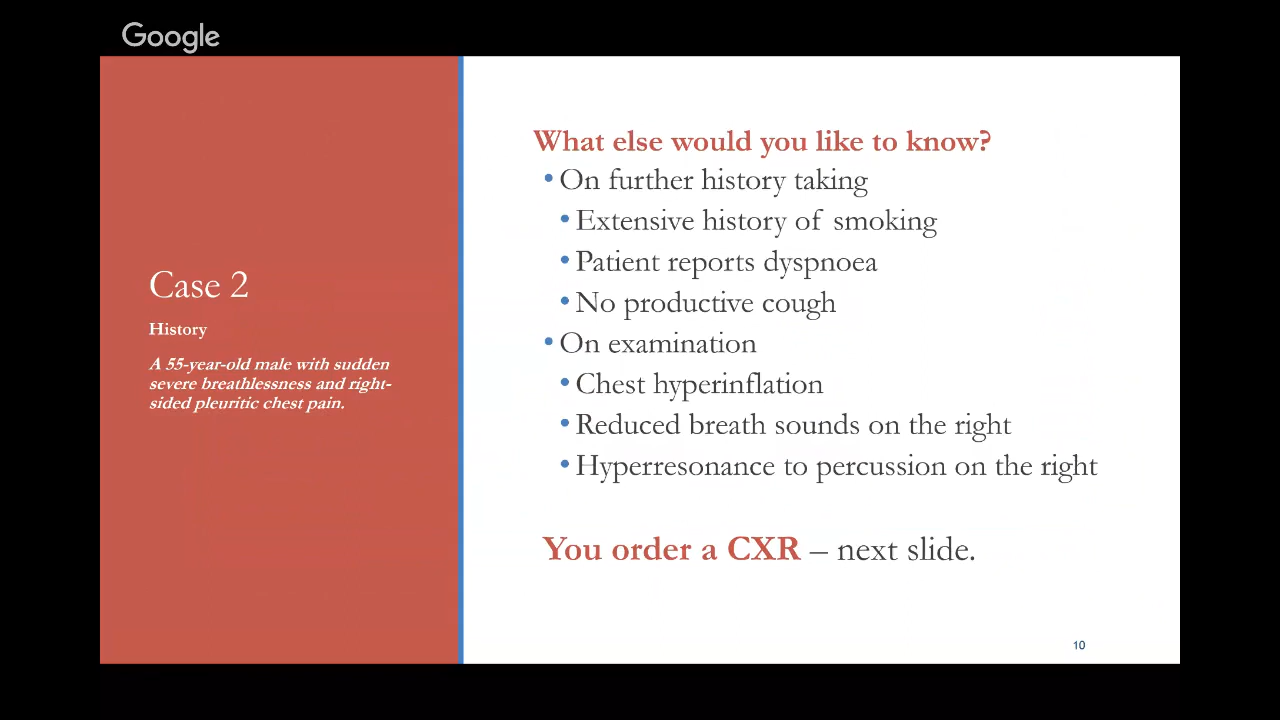 Google
Case 2
History
A 55-year-old male with sudden
severe breathlessness and right-
sided pleuritic chest pain.
What else would you like to know?
• On further history taking
• Extensive history of smoking
• Patient reports dyspnoea
• No productive cough
• On examination
• Chest hyperinflation
• Reduced breath sounds on the right
• Hyperresonance to percussion on the right
You order a CXR – next slide.
10